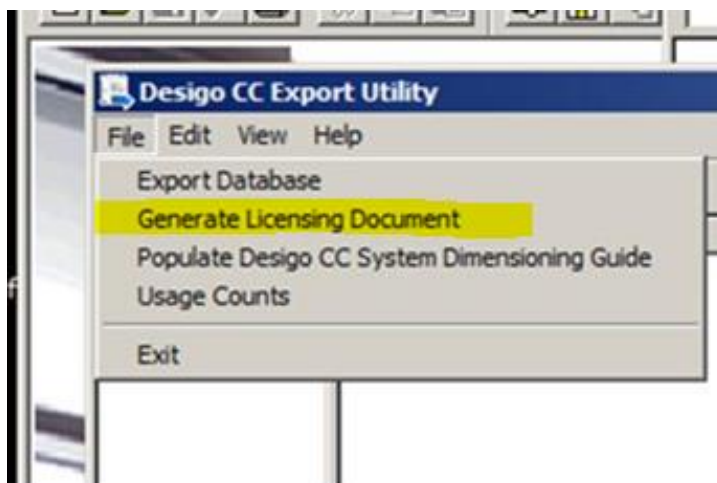 Desigo CC Export Utility
File Edit View Help
Export Database
Generate Licensing Document
Populate Desigo CC System Dimensioning Guide
Usage Counts
Exit